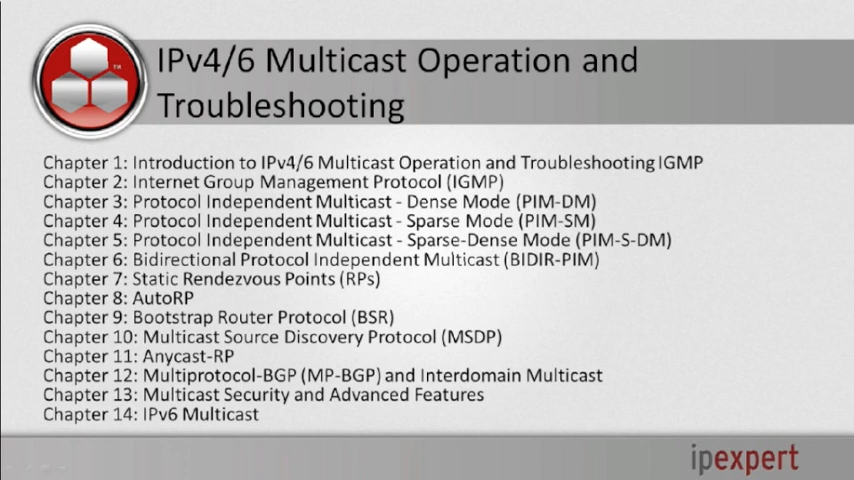 IPv4/6 Multicast Operation and
Troubleshooting
Chapter 1: Introduction to IPv4/6 Multicast Operation and Troubleshooting IGMP
Chapter 2: Internet Group Management Protocol (IGMP)
Chapter 3: Protocol Independent Multicast - Dense Mode (PIM-DM)
Chapter 4: Protocol Independent Multicast - Sparse Mode (PIM-SM)
Chapter 5: Protocol Independent Multicast - Sparse-Dense Mode (PIM-S-DM)
Chapter 6: Bidirectional Protocol Independent Multicast (BIDIR-PIM)
Chapter 7: Static Rendezvous Points (RPs)
Chapter 8: AutoRP
Chapter 9: Bootstrap Router Protocol (BSR)
Chapter 10: Multicast Source Discovery Protocol (MSDP)
Chapter 11: Anycast-RP
Chapter 12: Multiprotocol-BGP (MP-BGP) and Interdomain Multicast
Chapter 13: Multicast Security and Advanced Features
Chapter 14: IPv6 Multicast
ipexpert